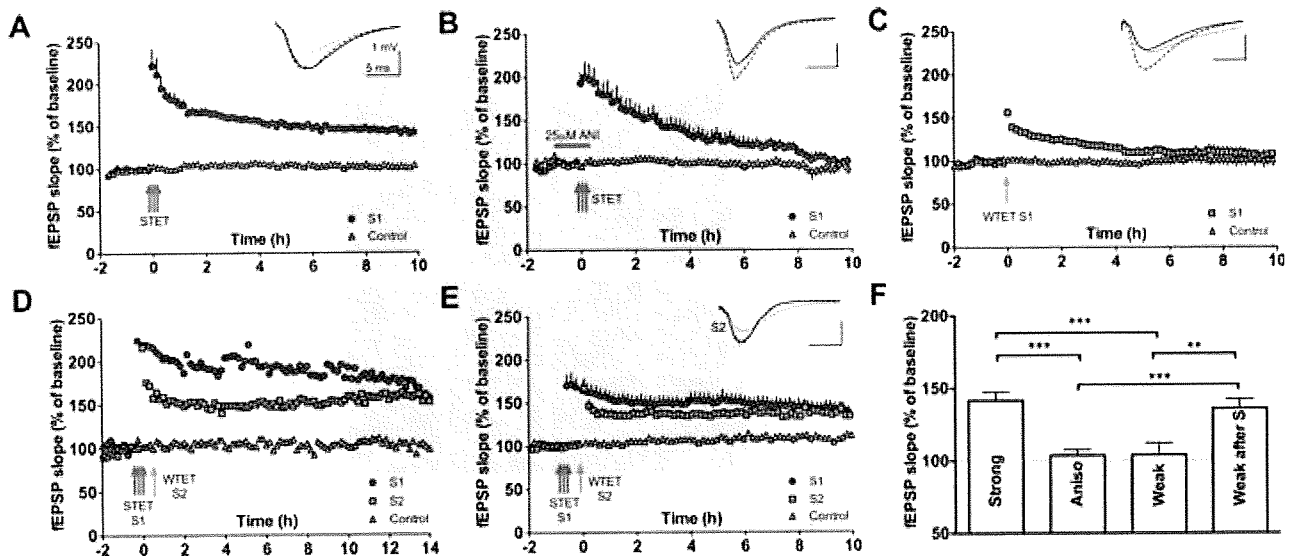 A
fEPSP slope (% of baseline)
250
200
150
100
50
0
-2 0 2 4 6 8 10
Time (h)
STET
S1
Control
1 mV
5 ms
B
fEPSP slope (% of baseline)
250
200
150
100
50
0
-2 0 2 4 6 8 10
Time (h)
25uM ANI
STET
S1
Control
C
fEPSP slope (% of baseline)
250
200
150
100
50
0
-2 0 2 4 6 8 10
Time (h)
WTET S1
S1
Control
D
fEPSP slope (% of baseline)
250
200
150
100
50
0
-2 0 2 4 6 8 10 12 14
Time (h)
STET
S1
WTET
S2
S1
S2
Control
E
fEPSP slope (% of baseline)
250
200
150
100
50
0
-2 0 2 4 6 8 10
Time (h)
STET
S1
WTET
S2
S2
S1
S2
Control
F
fEPSP slope (% of baseline)
200
150
100
50
***
***
**
***
Strong
Aniso
Weak
Weak after S